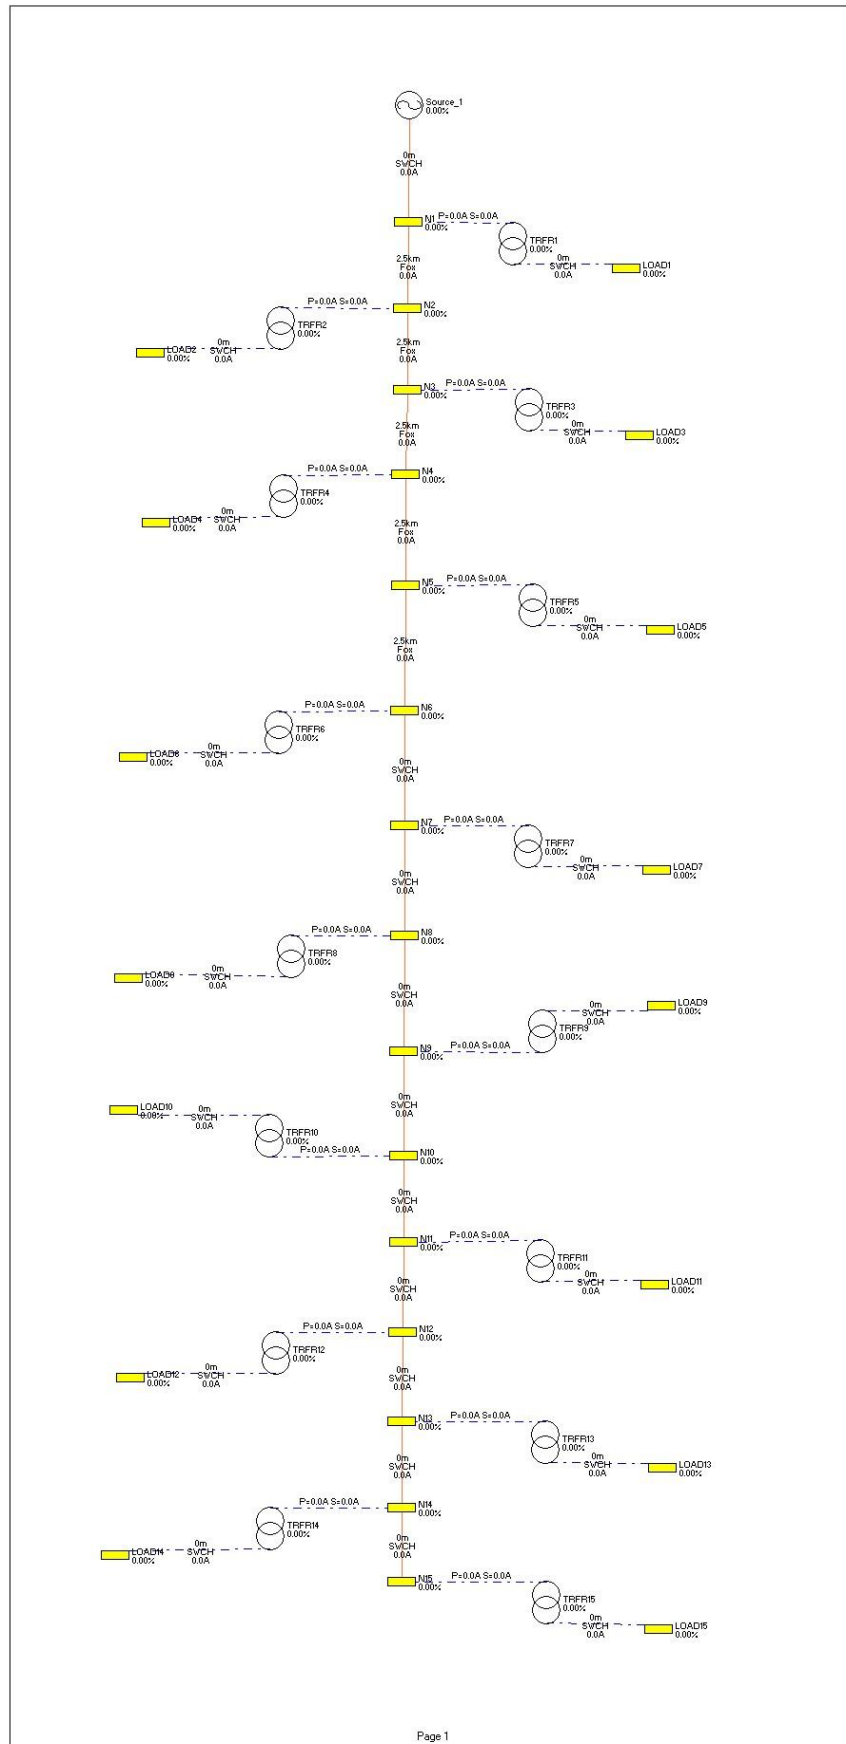 Source_1
0.00%
0m
SWCH
0.0A
N1
0.00%
P=0.0A S=0.0A
TRFR1
0.00%
0m
SWCH
0.0A
LOAD1
0.00%
2.5km
Fox
0.0A
N2
0.00%
P=0.0A S=0.0A
TRFR2
0.00%
0m
SWCH
0.0A
LOAD2
0.00%
2.5km
Fox
0.0A
N3
0.00%
P=0.0A S=0.0A
TRFR3
0.00%
0m
SWCH
0.0A
LOAD3
0.00%
2.5km
Fox
0.0A
N4
0.00%
P=0.0A S=0.0A
TRFR4
0.00%
0m
SWCH
0.0A
LOAD4
0.00%
2.5km
Fox
0.0A
N5
0.00%
P=0.0A S=0.0A
TRFR5
0.00%
0m
SWCH
0.0A
LOAD5
0.00%
2.5km
Fox
0.0A
N6
0.00%
P=0.0A S=0.0A
TRFR6
0.00%
0m
SWCH
0.0A
LOAD6
0.00%
0m
SWCH
0.0A
N7
0.00%
P=0.0A S=0.0A
TRFR7
0.00%
0m
SWCH
0.0A
LOAD7
0.00%
0m
SWCH
0.0A
N8
0.00%
P=0.0A S=0.0A
TRFR8
0.00%
0m
SWCH
0.0A
LOAD8
0.00%
0m
SWCH
0.0A
N9
0.00%
P=0.0A S=0.0A
TRFR9
0.00%
0m
SWCH
0.0A
LOAD9
0.00%
0m
SWCH
0.0A
N10
0.00%
P=0.0A S=0.0A
TRFR10
0.00%
0m
SWCH
0.0A
LOAD10
0.00%
0m
SWCH
0.0A
N11
0.00%
P=0.0A S=0.0A
TRFR11
0.00%
0m
SWCH
0.0A
LOAD11
0.00%
0m
SWCH
0.0A
N12
0.00%
P=0.0A S=0.0A
TRFR12
0.00%
0m
SWCH
0.0A
LOAD12
0.00%
0m
SWCH
0.0A
N13
0.00%
P=0.0A S=0.0A
TRFR13
0.00%
0m
SWCH
0.0A
LOAD13
0.00%
0m
SWCH
0.0A
N14
0.00%
P=0.0A S=0.0A
TRFR14
0.00%
0m
SWCH
0.0A
LOAD14
0.00%
0m
SWCH
0.0A
N15
0.00%
P=0.0A S=0.0A
TRFR15
0.00%
0m
SWCH
0.0A
LOAD15
0.00%
Page 1